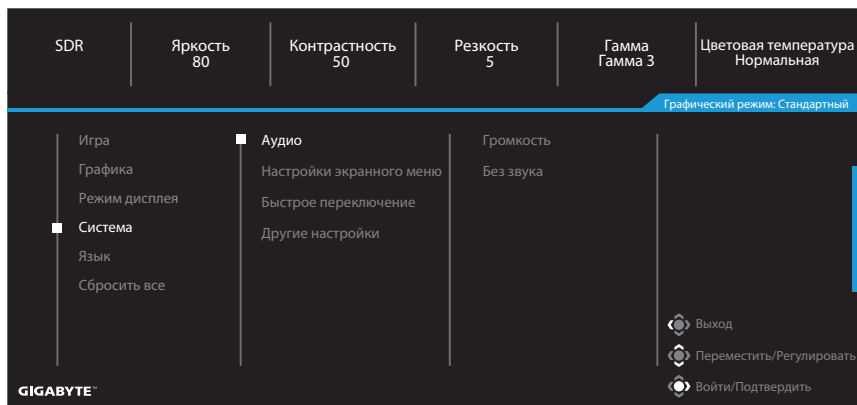 SDR
Яркость
80
Контрастность
50
Резкость
5
Гамма
Гамма 3
Цветовая температура
Нормальная
Графический режим: Стандартный
Игра
Графика
Режим дисплея
Система
Язык
Сбросить все
Аудио
Настройки экранного меню
Быстрое переключение
Другие настройки
Громкость
Без звука
Выход
Переместить/Регулировать
Войти/Подтвердить
GIGABYTE™